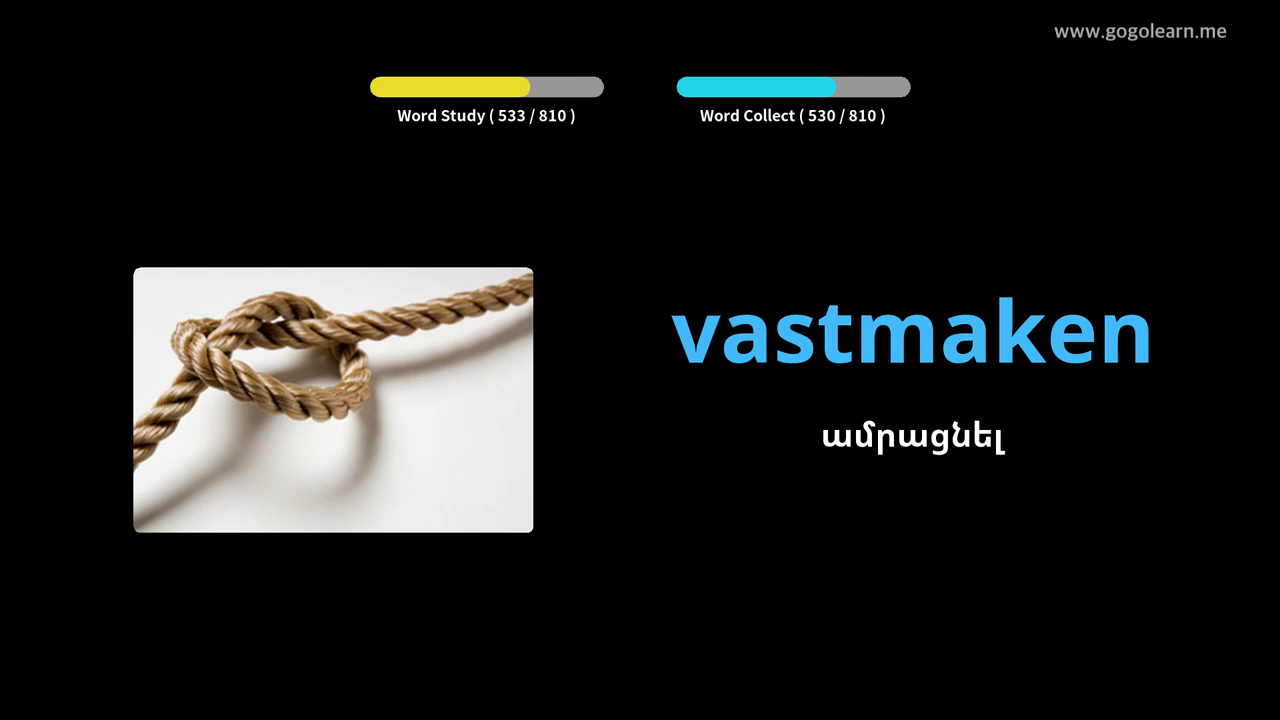 www.gogolearn.me
Word Study ( 533 / 810 )
Word Collect ( 530 / 810 )
vastmaken
ամրացնել